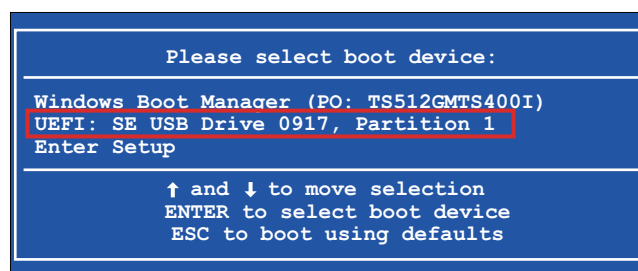 Please select boot device:
Windows Boot Manager (PO: TS512GMTS400I)
UEFI: SE USB Drive 0917, Partition 1
Enter Setup
↑ and ↓ to move selection
ENTER to select boot device
ESC to boot using defaults